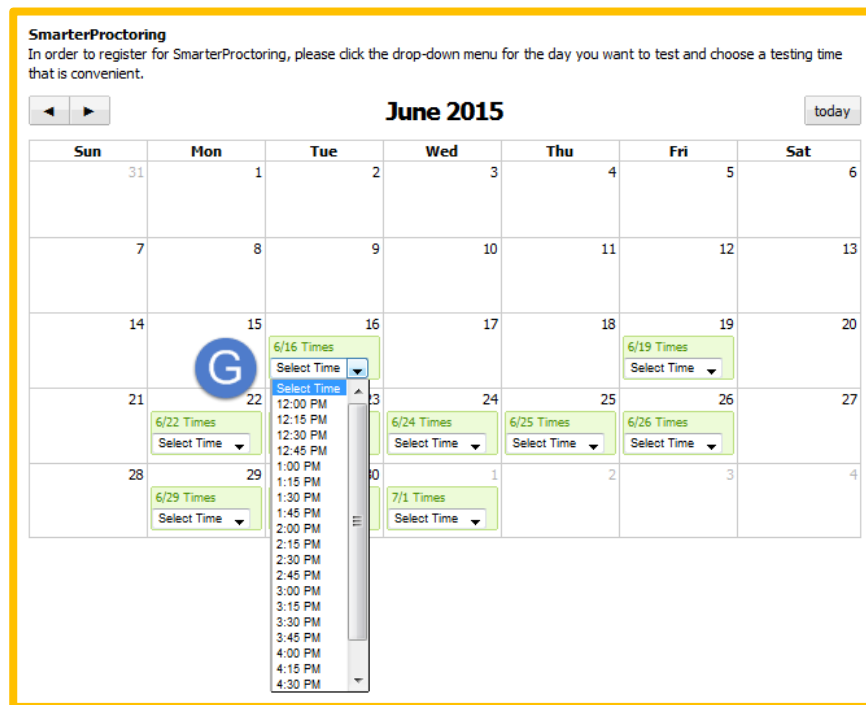 SmarterProctoring
In order to register for SmarterProctoring, please click the drop-down menu for the day you want to test and choose a testing time
that is convenient.
June 2015
today
Sun Mon Tue Wed Thu Fri Sat
31 1 2 3 4 5 6
7 8 9 10 11 12 13
14 15 16 17 18 19 20
6/16 Times 6/19 Times
G Select Time Select Time
Select Time
21 22 23 24 25 26 27
12:00 PM
12:15 PM
6/22 Times 6/24 Times 6/25 Times 6/26 Times
12:30 PM
Select Time Select Time Select Time Select Time
12:45 PM
1:00 PM
28 29 30 1 2 3 4
1:15 PM
1:30 PM
6/29 Times 7/1 Times
1:45 PM
Select Time Select Time
2:00 PM
2:15 PM
2:30 PM
2:45 PM
3:00 PM
3:15 PM
3:30 PM
3:45 PM
4:00 PM
4:15 PM
4:30 PM